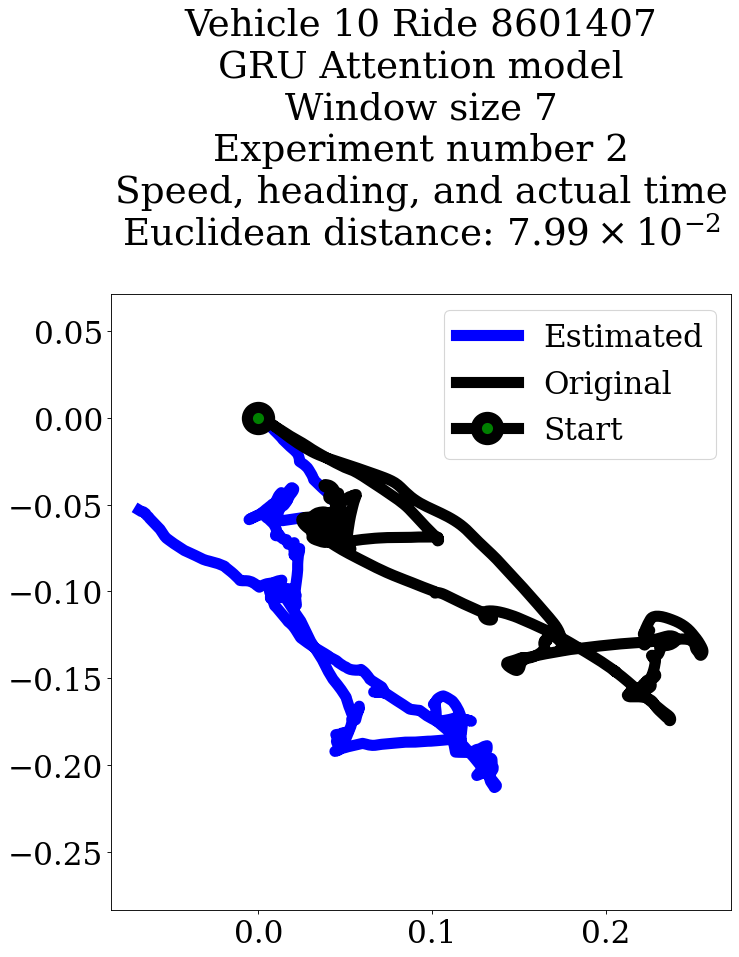 Vehicle 10 Ride 8601407
GRU Attention model
Window size 7
Experiment number 2
Speed, heading, and actual time
Euclidean distance: 7.99 × 10⁻²
Estimated
Original
Start
0.05
0.00
−0.05
−0.10
−0.15
−0.20
−0.25
0.0 0.1 0.2